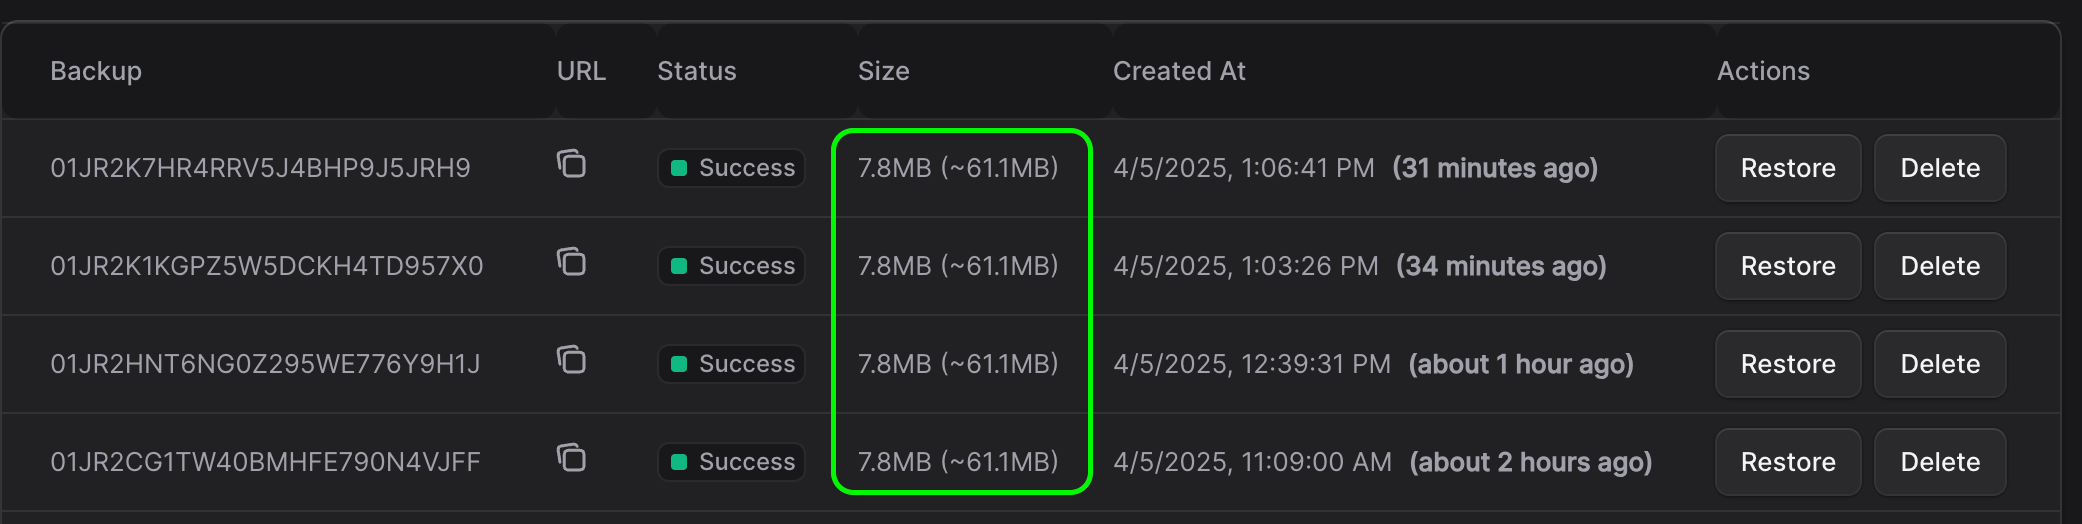 Backup URL Status Size Created At Actions
01JR2K7HR4RRV5J4BHP9J5JRH9 Success 7.8MB (~61.1MB) 4/5/2025, 1:06:41 PM (31 minutes ago) Restore Delete
01JR2K1KGPZ5W5DCKH4TD957X0 Success 7.8MB (~61.1MB) 4/5/2025, 1:03:26 PM (34 minutes ago) Restore Delete
01JR2HNT6NG0Z295WE776Y9H1J Success 7.8MB (~61.1MB) 4/5/2025, 12:39:31 PM (about 1 hour ago) Restore Delete
01JR2CG1TW40BMHFE790N4VJFF Success 7.8MB (~61.1MB) 4/5/2025, 11:09:00 AM (about 2 hours ago) Restore Delete